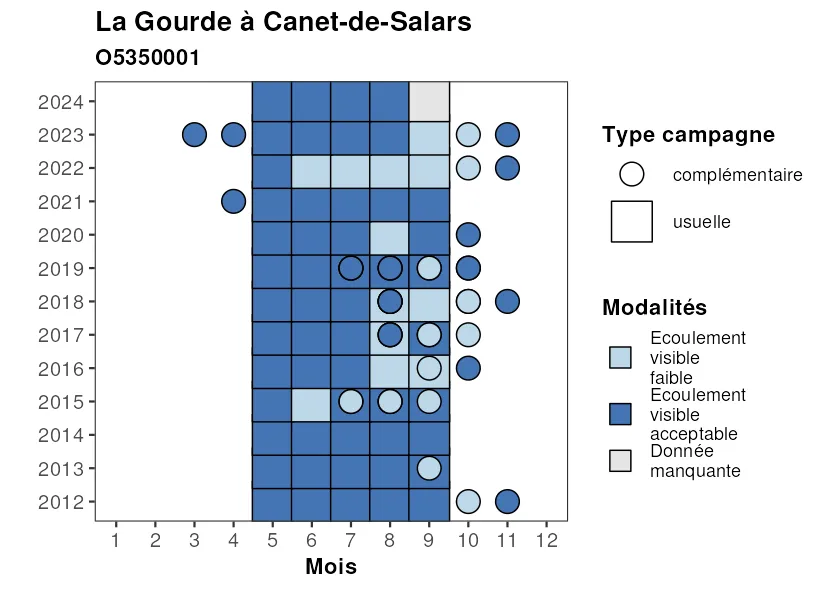 La Gourde à Canet-de-Salars
O5350001
2024
2023
2022
2021
2020
2019
2018
2017
2016
2015
2014
2013
2012
1 2 3 4 5 6 7 8 9 10 11 12
Mois
Type campagne
complémentaire
usuelle
Modalités
Ecoulement
visible
faible
Ecoulement
visible
acceptable
Donnée
manquante